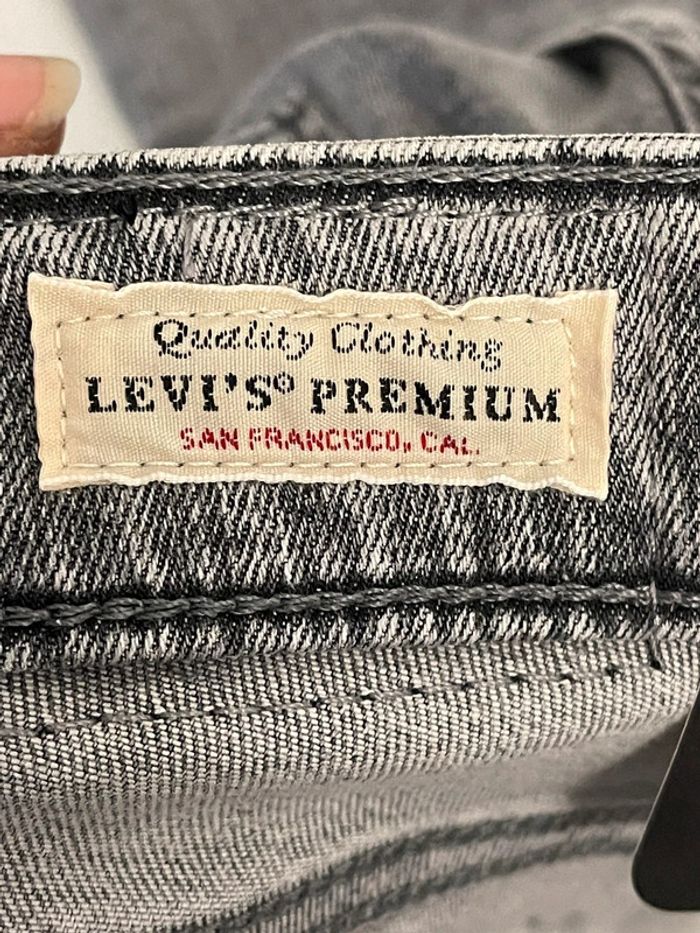 Quality Clothing
LEVI'S® PREMIUM
SAN FRANCISCO, CAL.